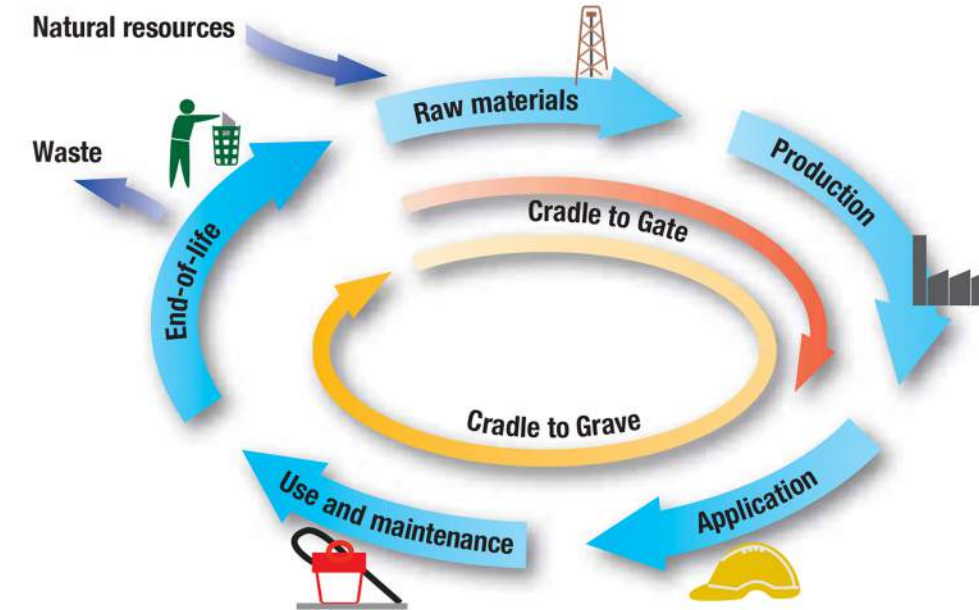 Natural resources
Raw materials
Waste
Production
Cradle to Gate
End-of-life
Cradle to Grave
Use and maintenance
Application